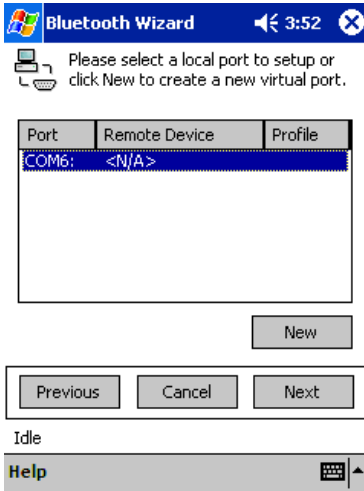 Bluetooth Wizard 3:52
Please select a local port to setup or
click New to create a new virtual port.
Port Remote Device Profile
COM6: <N/A>
New
Previous Cancel Next
Idle
Help